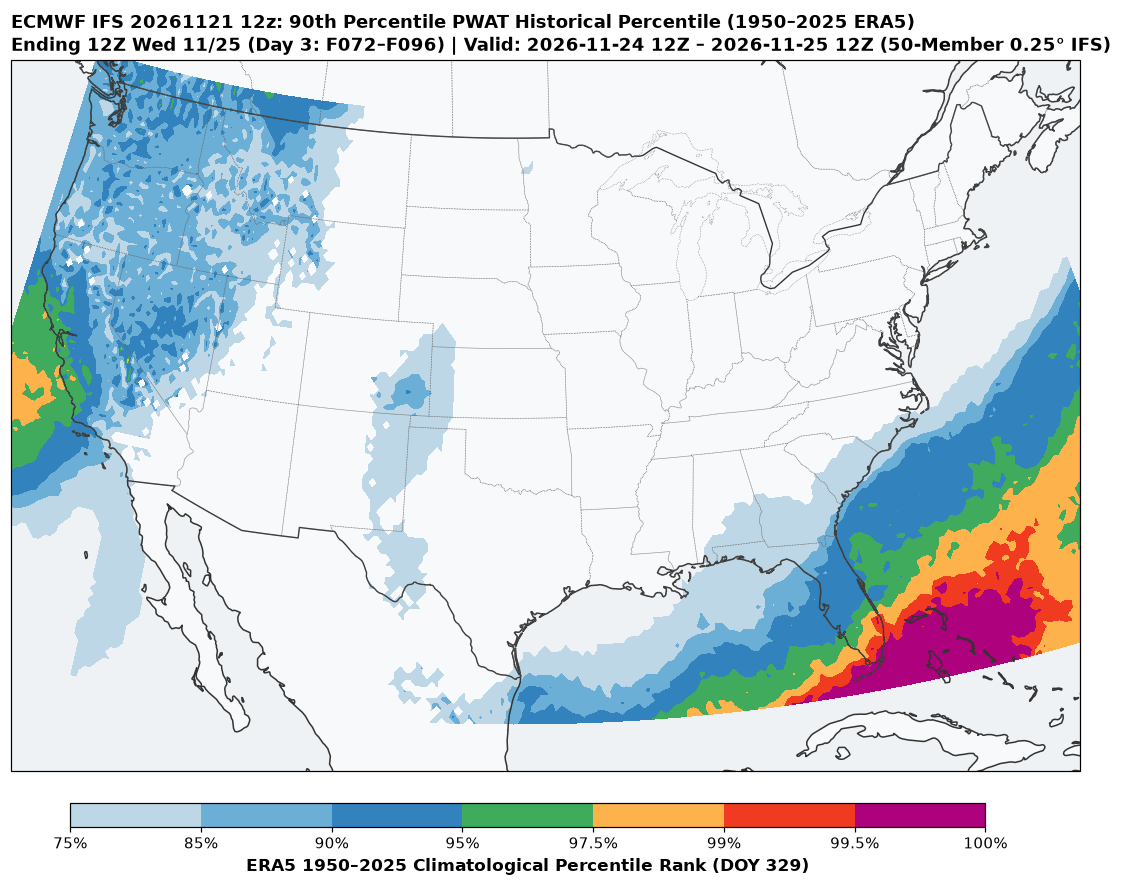 ECMWF IFS 20261121 12z: 90th Percentile PWAT Historical Percentile (1950–2025 ERA5)
Ending 12Z Wed 11/25 (Day 3: F072–F096) | Valid: 2026-11-24 12Z – 2026-11-25 12Z (50-Member 0.25° IFS)
75% 85% 90% 95% 97.5% 99% 99.5% 100%
ERA5 1950–2025 Climatological Percentile Rank (DOY 329)